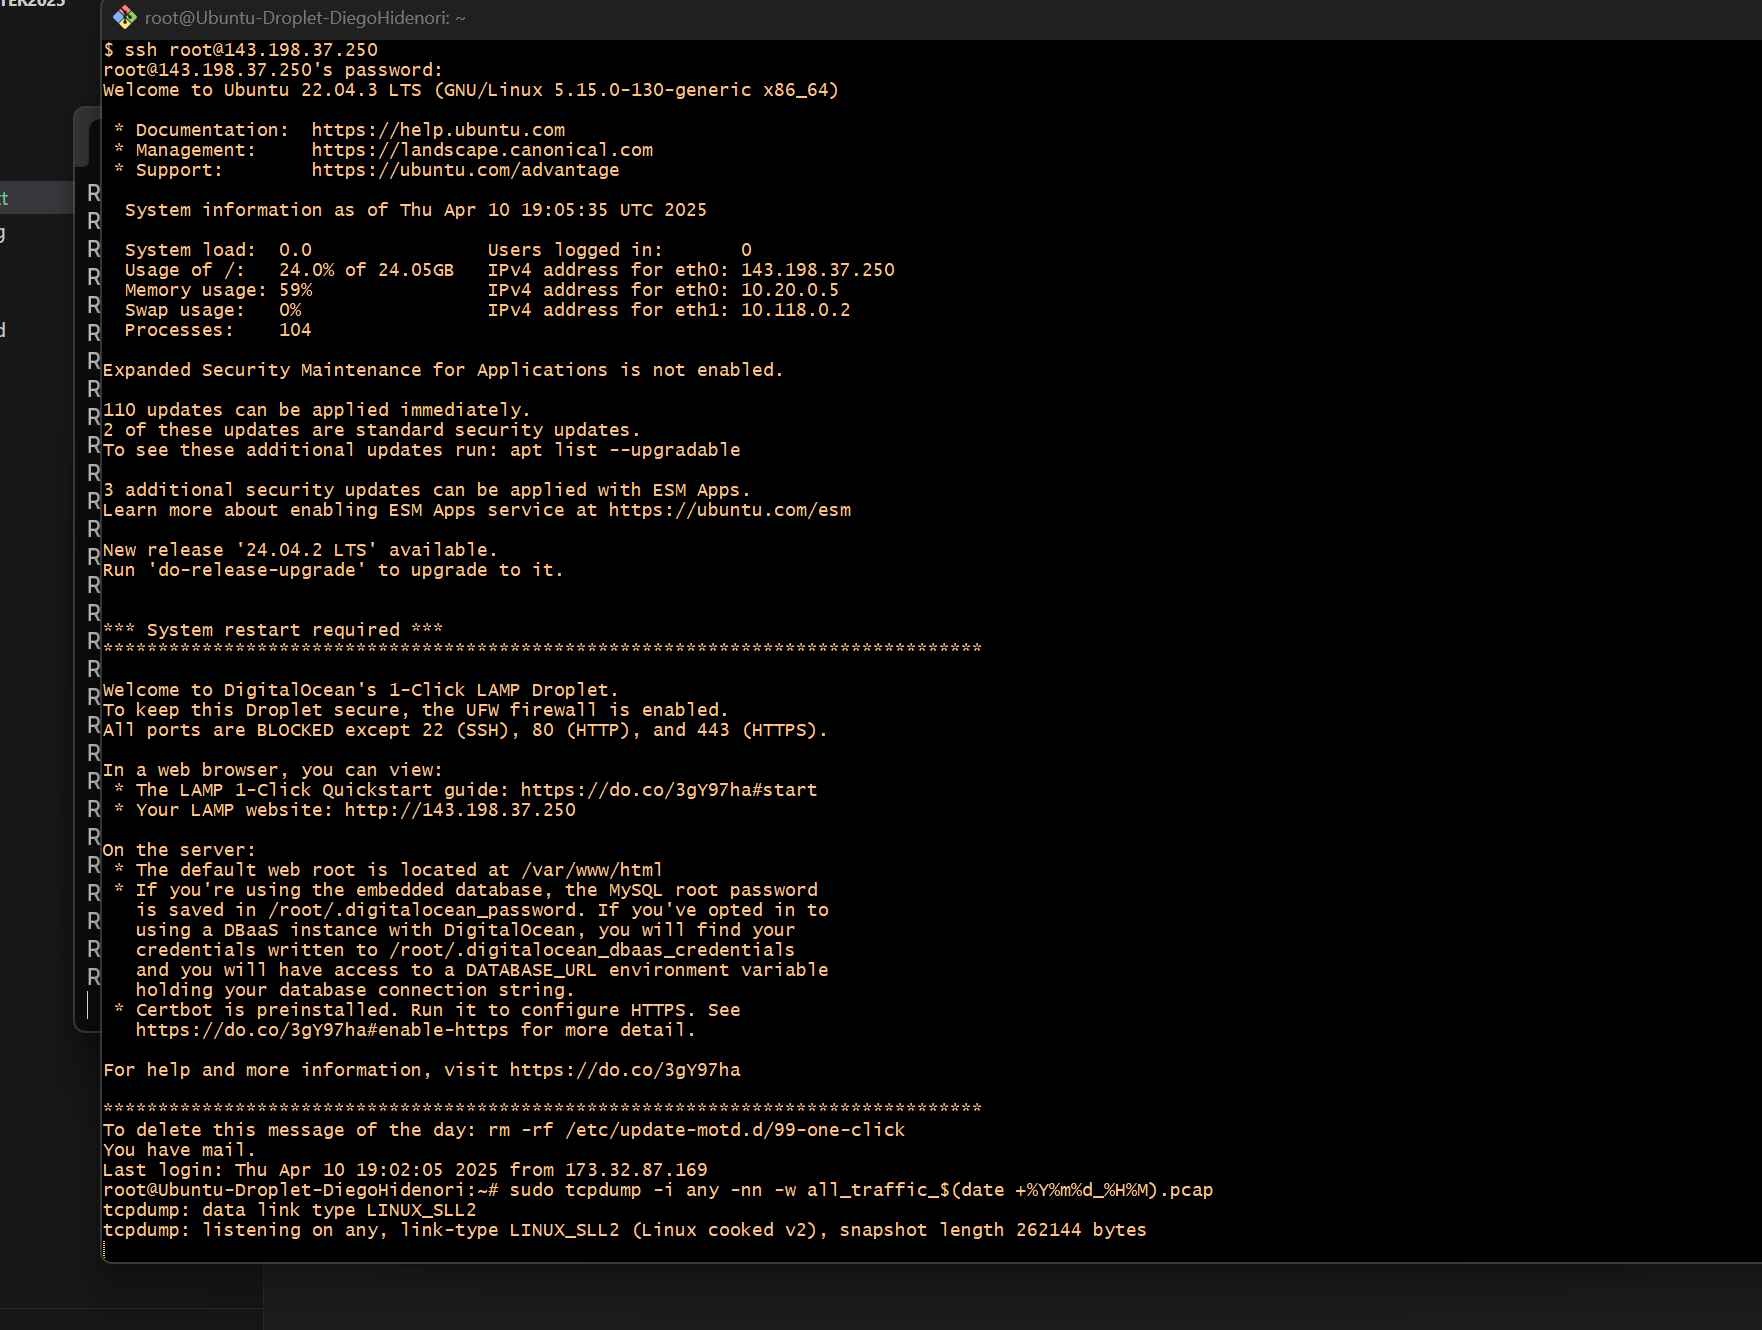 TER2025
root@Ubuntu-Droplet-DiegoHidenori: ~
$ ssh root@143.198.37.250
root@143.198.37.250's password:
Welcome to Ubuntu 22.04.3 LTS (GNU/Linux 5.15.0-130-generic x86_64)
* Documentation:  https://help.ubuntu.com
* Management:     https://landscape.canonical.com
* Support:        https://ubuntu.com/advantage
System information as of Thu Apr 10 19:05:35 UTC 2025
System load:  0.0                Users logged in:       0
Usage of /:   24.0% of 24.05GB   IPv4 address for eth0: 143.198.37.250
Memory usage: 59%                IPv4 address for eth0: 10.20.0.5
Swap usage:   0%                 IPv4 address for eth1: 10.118.0.2
Processes:    104
Expanded Security Maintenance for Applications is not enabled.
110 updates can be applied immediately.
2 of these updates are standard security updates.
To see these additional updates run: apt list --upgradable
3 additional security updates can be applied with ESM Apps.
Learn more about enabling ESM Apps service at https://ubuntu.com/esm
New release '24.04.2 LTS' available.
Run 'do-release-upgrade' to upgrade to it.
*** System restart required ***
********************************************************************************
Welcome to DigitalOcean's 1-Click LAMP Droplet.
To keep this Droplet secure, the UFW firewall is enabled.
All ports are BLOCKED except 22 (SSH), 80 (HTTP), and 443 (HTTPS).
In a web browser, you can view:
* The LAMP 1-Click Quickstart guide: https://do.co/3gY97ha#start
* Your LAMP website: http://143.198.37.250
On the server:
* The default web root is located at /var/www/html
* If you're using the embedded database, the MySQL root password
is saved in /root/.digitalocean_password. If you've opted in to
using a DBaaS instance with DigitalOcean, you will find your
credentials written to /root/.digitalocean_dbaas_credentials
and you will have access to a DATABASE_URL environment variable
holding your database connection string.
* Certbot is preinstalled. Run it to configure HTTPS. See
https://do.co/3gY97ha#enable-https for more detail.
For help and more information, visit https://do.co/3gY97ha
********************************************************************************
To delete this message of the day: rm -rf /etc/update-motd.d/99-one-click
You have mail.
Last login: Thu Apr 10 19:02:05 2025 from 173.32.87.169
root@Ubuntu-Droplet-DiegoHidenori:~# sudo tcpdump -i any -nn -w all_traffic_$(date +%Y%m%d_%H%M).pcap
tcpdump: data link type LINUX_SLL2
tcpdump: listening on any, link-type LINUX_SLL2 (Linux cooked v2), snapshot length 262144 bytes